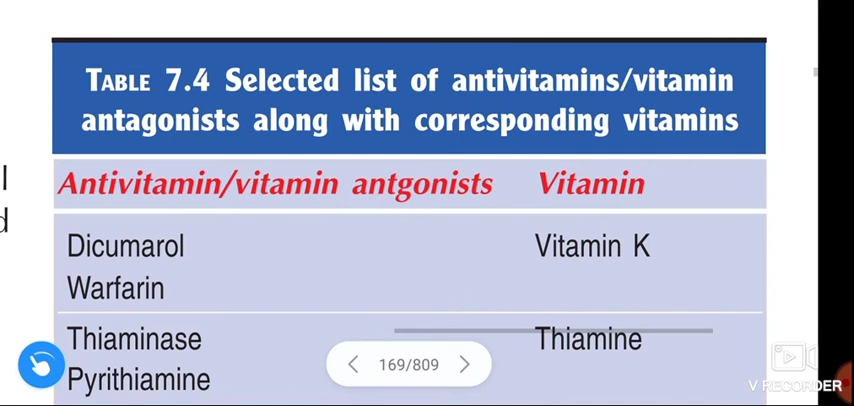 TABLE 7.4 Selected list of antivitamins/vitamin
antagonists along with corresponding vitamins
l
Antivitamin/vitamin antgonists Vitamin
d
Dicumarol Vitamin K
Warfarin
Thiaminase Thiamine
169/809
Pyrithiamine
V RECORDER